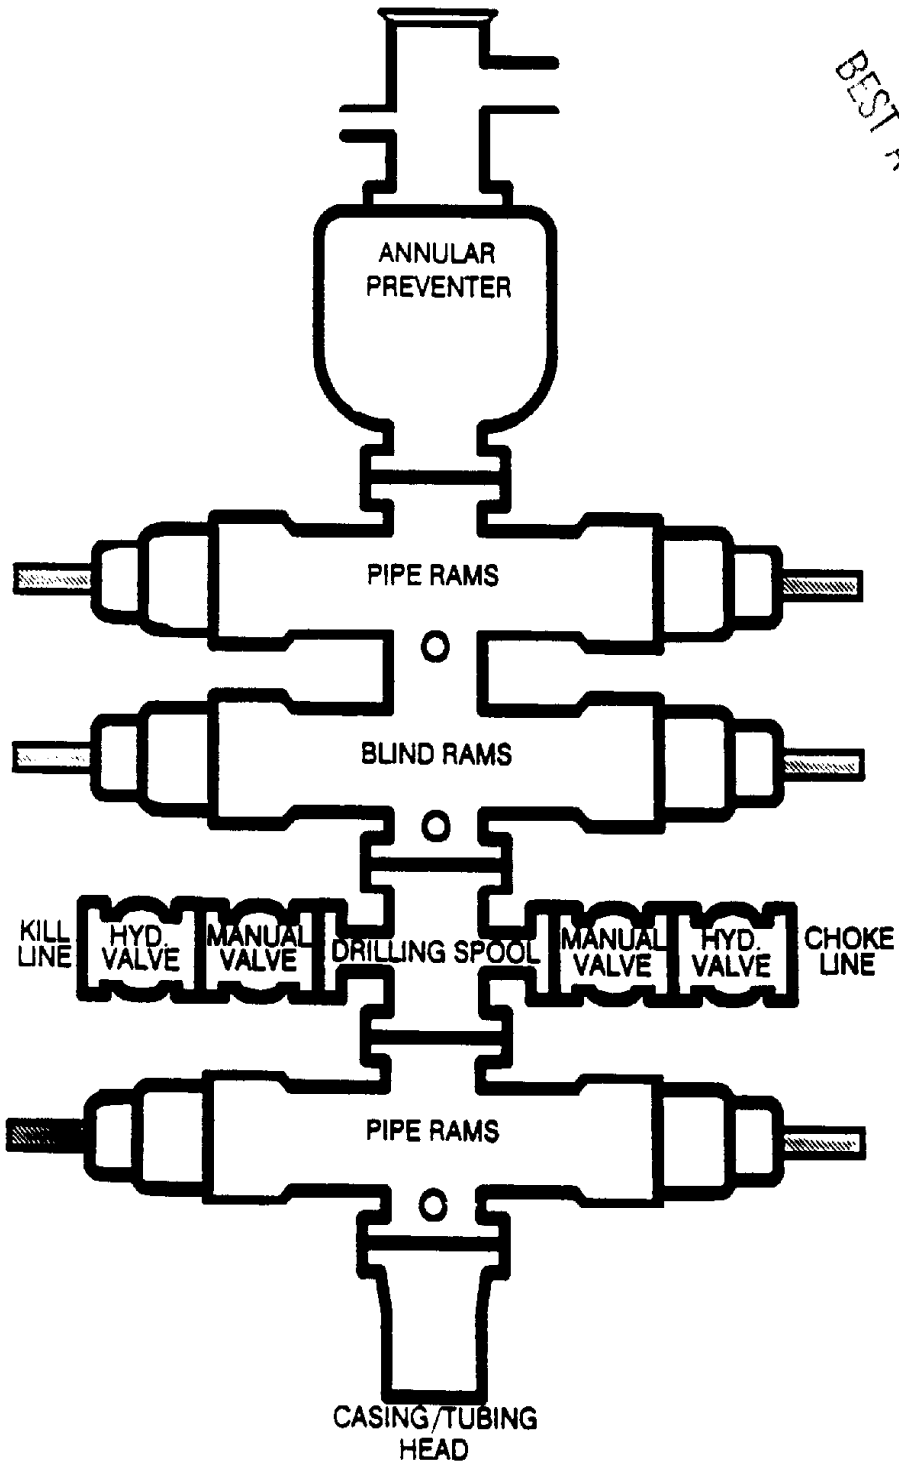 BEST
ANNULAR
PREVENTER
PIPE RAMS
BLIND RAMS
KILL
LINE
HYD.
VALVE
MANUAL
VALVE
DRILLING SPOOL
MANUAL
VALVE
HYD.
VALVE
CHOKE
LINE
PIPE RAMS
CASING/TUBING
HEAD